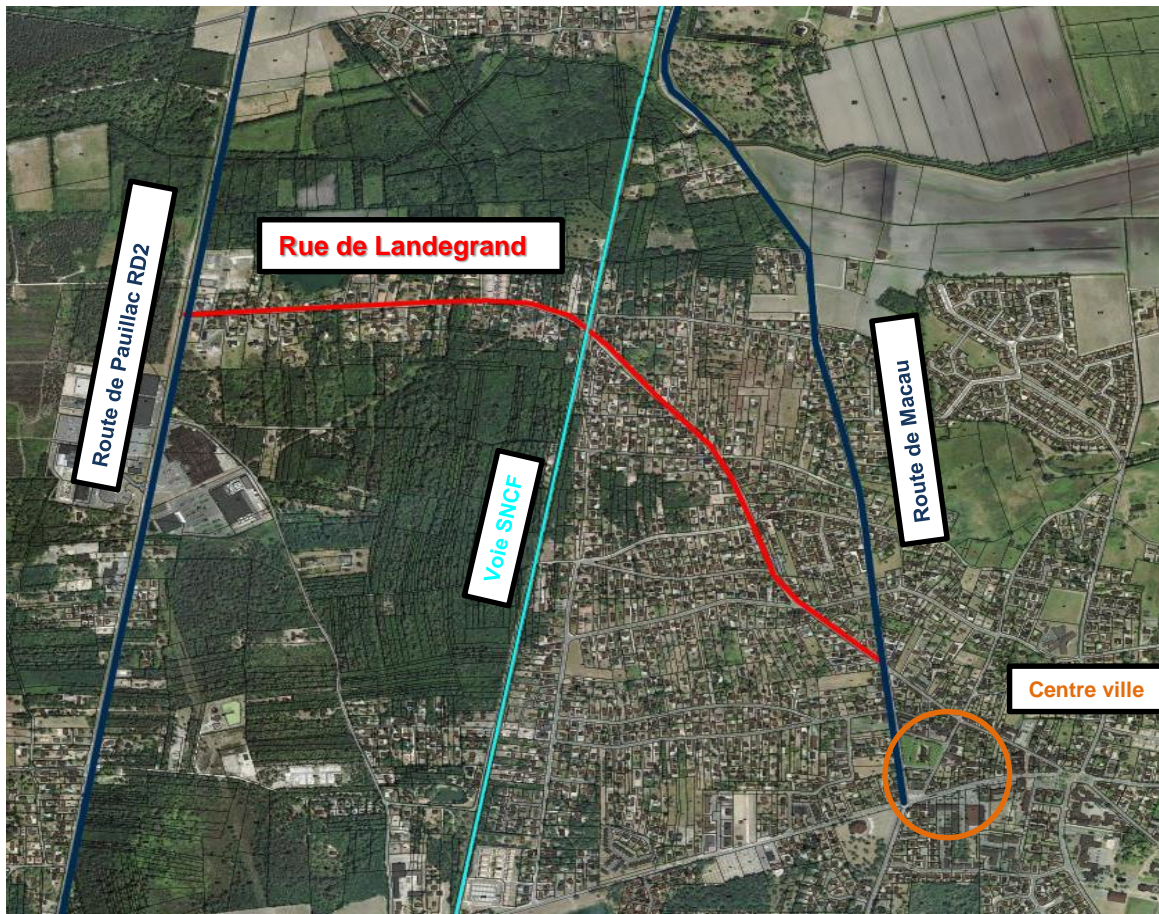 Rue de Landegrand
Route de Pauillac RD2
Route de Macau
Voie SNCF
Centre ville